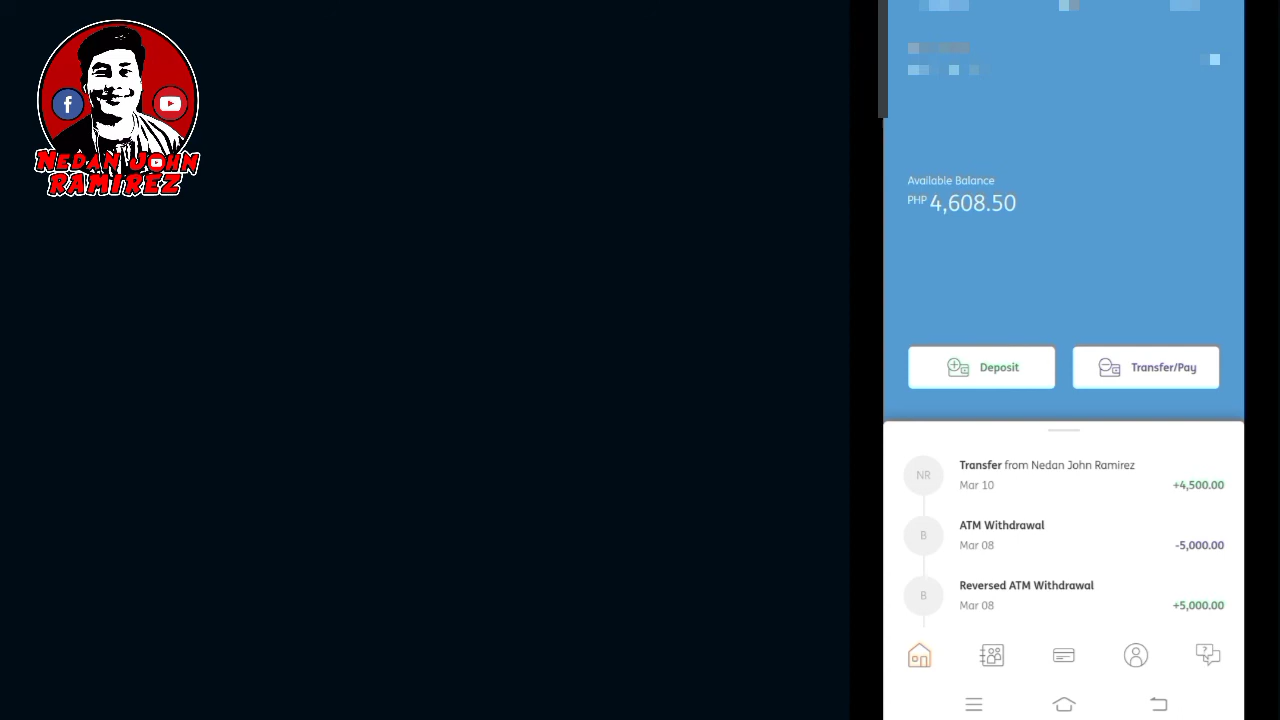 NEDAN JOHN
RAMIREZ
Available Balance
PHP 4,608.50
Deposit
Transfer/Pay
NR
Transfer from Nedan John Ramirez
Mar 10
+4,500.00
B
ATM Withdrawal
Mar 08
-5,000.00
B
Reversed ATM Withdrawal
Mar 08
+5,000.00